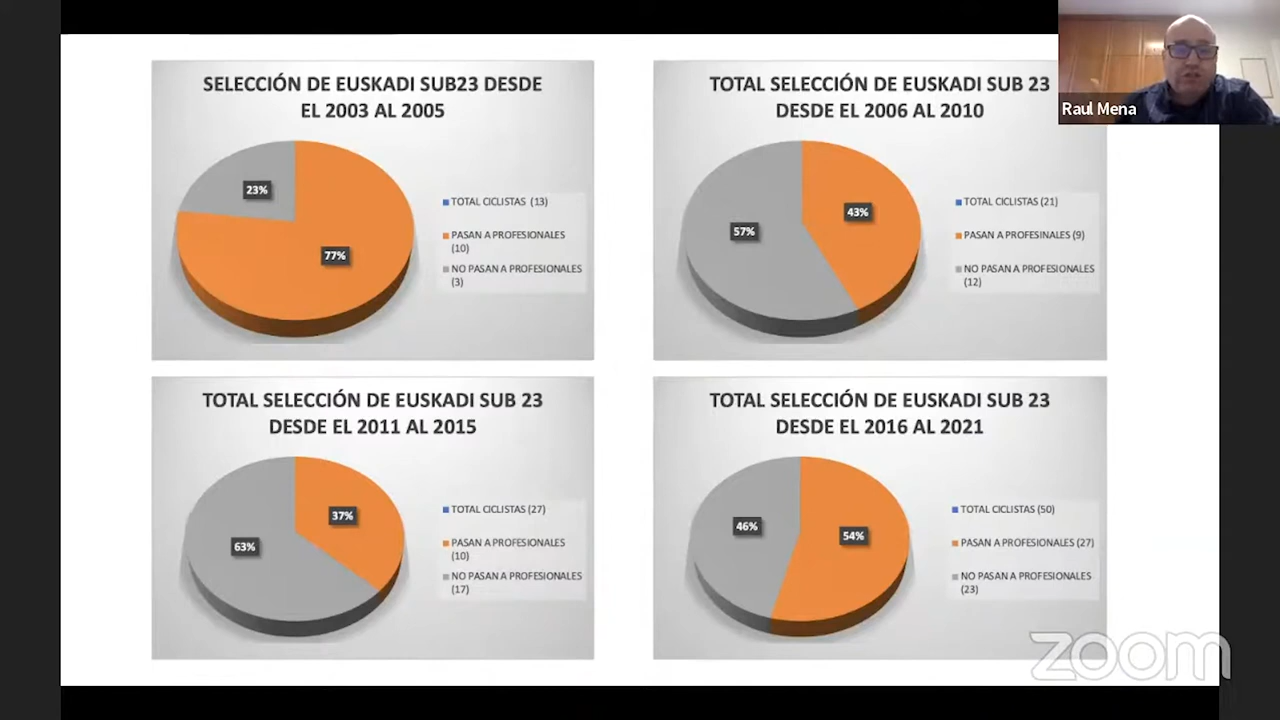 SELECCIÓN DE EUSKADI SUB23 DESDE
EL 2003 AL 2005
23%
77%
TOTAL CICLISTAS (13)
PASAN A PROFESIONALES
(10)
NO PASAN A PROFESIONALES
(3)
TOTAL SELECCIÓN DE EUSKADI SUB 23
DESDE EL 2006 AL 2010
57%
43%
TOTAL CICLISTAS (21)
PASAN A PROFESINALES (9)
NO PASAN A PROFESIONALES
(12)
Raul Mena
TOTAL SELECCIÓN DE EUSKADI SUB 23
DESDE EL 2011 AL 2015
37%
63%
TOTAL CICLISTAS (27)
PASAN A PROFESIONALES
(10)
NO PASAN A PROFESIONALES
(17)
TOTAL SELECCIÓN DE EUSKADI SUB 23
DESDE EL 2016 AL 2021
46%
54%
TOTAL CICLISTAS (50)
PASAN A PROFESIONALES (27)
NO PASAN A PROFESIONALES
(23)
zoom